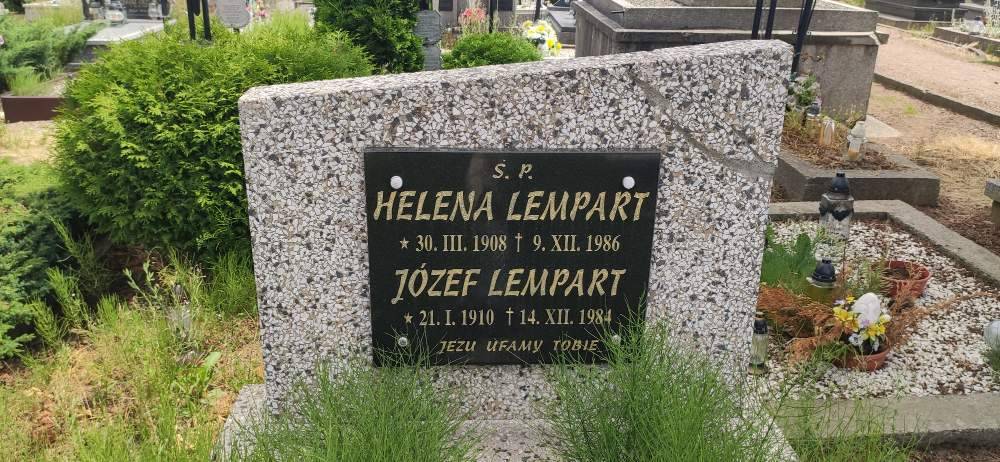 Ś. P.
HELENA LEMPART
* 30. III. 1908 † 9. XII. 1986
JÓZEF LEMPART
* 21. I. 1910 † 14. XII. 1984
JEZU UFAMY TOBIE